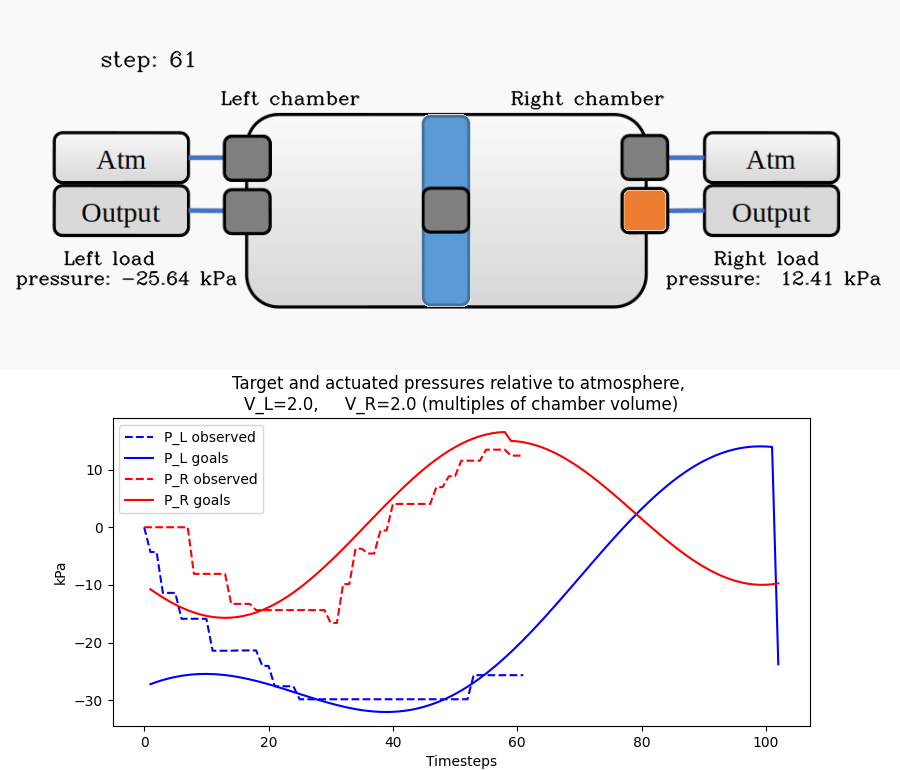 step: 61
Left chamber
Right chamber
Atm
Atm
Output
Output
Left load
pressure: -25.64 kPa
Right load
pressure: 12.41 kPa
Target and actuated pressures relative to atmosphere,
V_L=2.0, V_R=2.0 (multiples of chamber volume)
P_L observed
P_L goals
P_R observed
P_R goals
10
0
−10
−20
−30
kPa
0 20 40 60 80 100
Timesteps